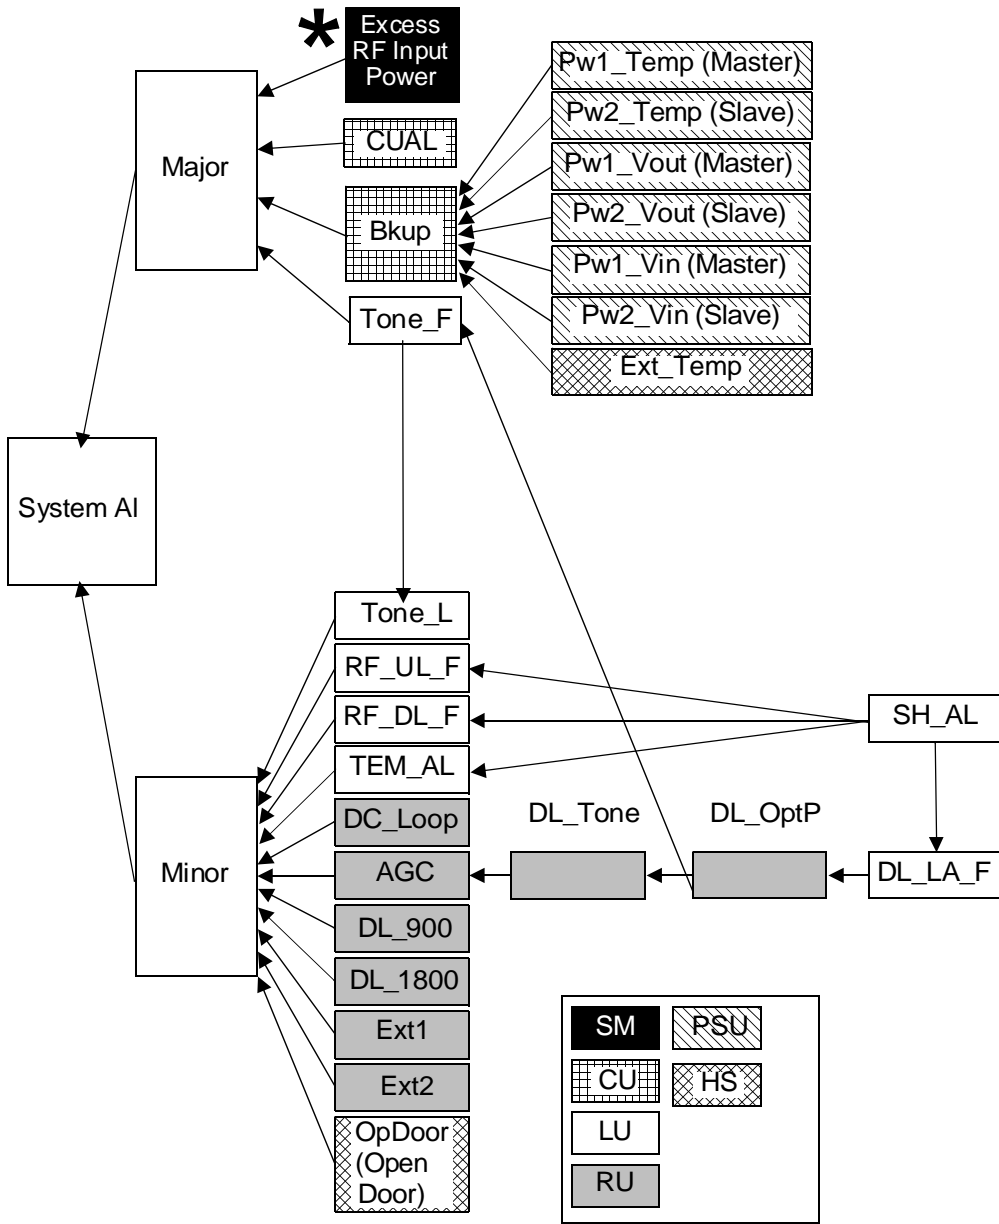 *
Excess
RF Input
Power
CUAL
Bkup
Tone_F
Major
Pw1_Temp (Master)
Pw2_Temp (Slave)
Pw1_Vout (Master)
Pw2_Vout (Slave)
Pw1_Vin (Master)
Pw2_Vin (Slave)
Ext_Temp
System Al
Tone_L
RF_UL_F
RF_DL_F
TEM_AL
DC_Loop
AGC
DL_900
DL_1800
Ext1
Ext2
OpDoor
(Open
Door)
Minor
DL_Tone
DL_OptP
SH_AL
DL_LA_F
SM
PSU
CU
HS
LU
RU